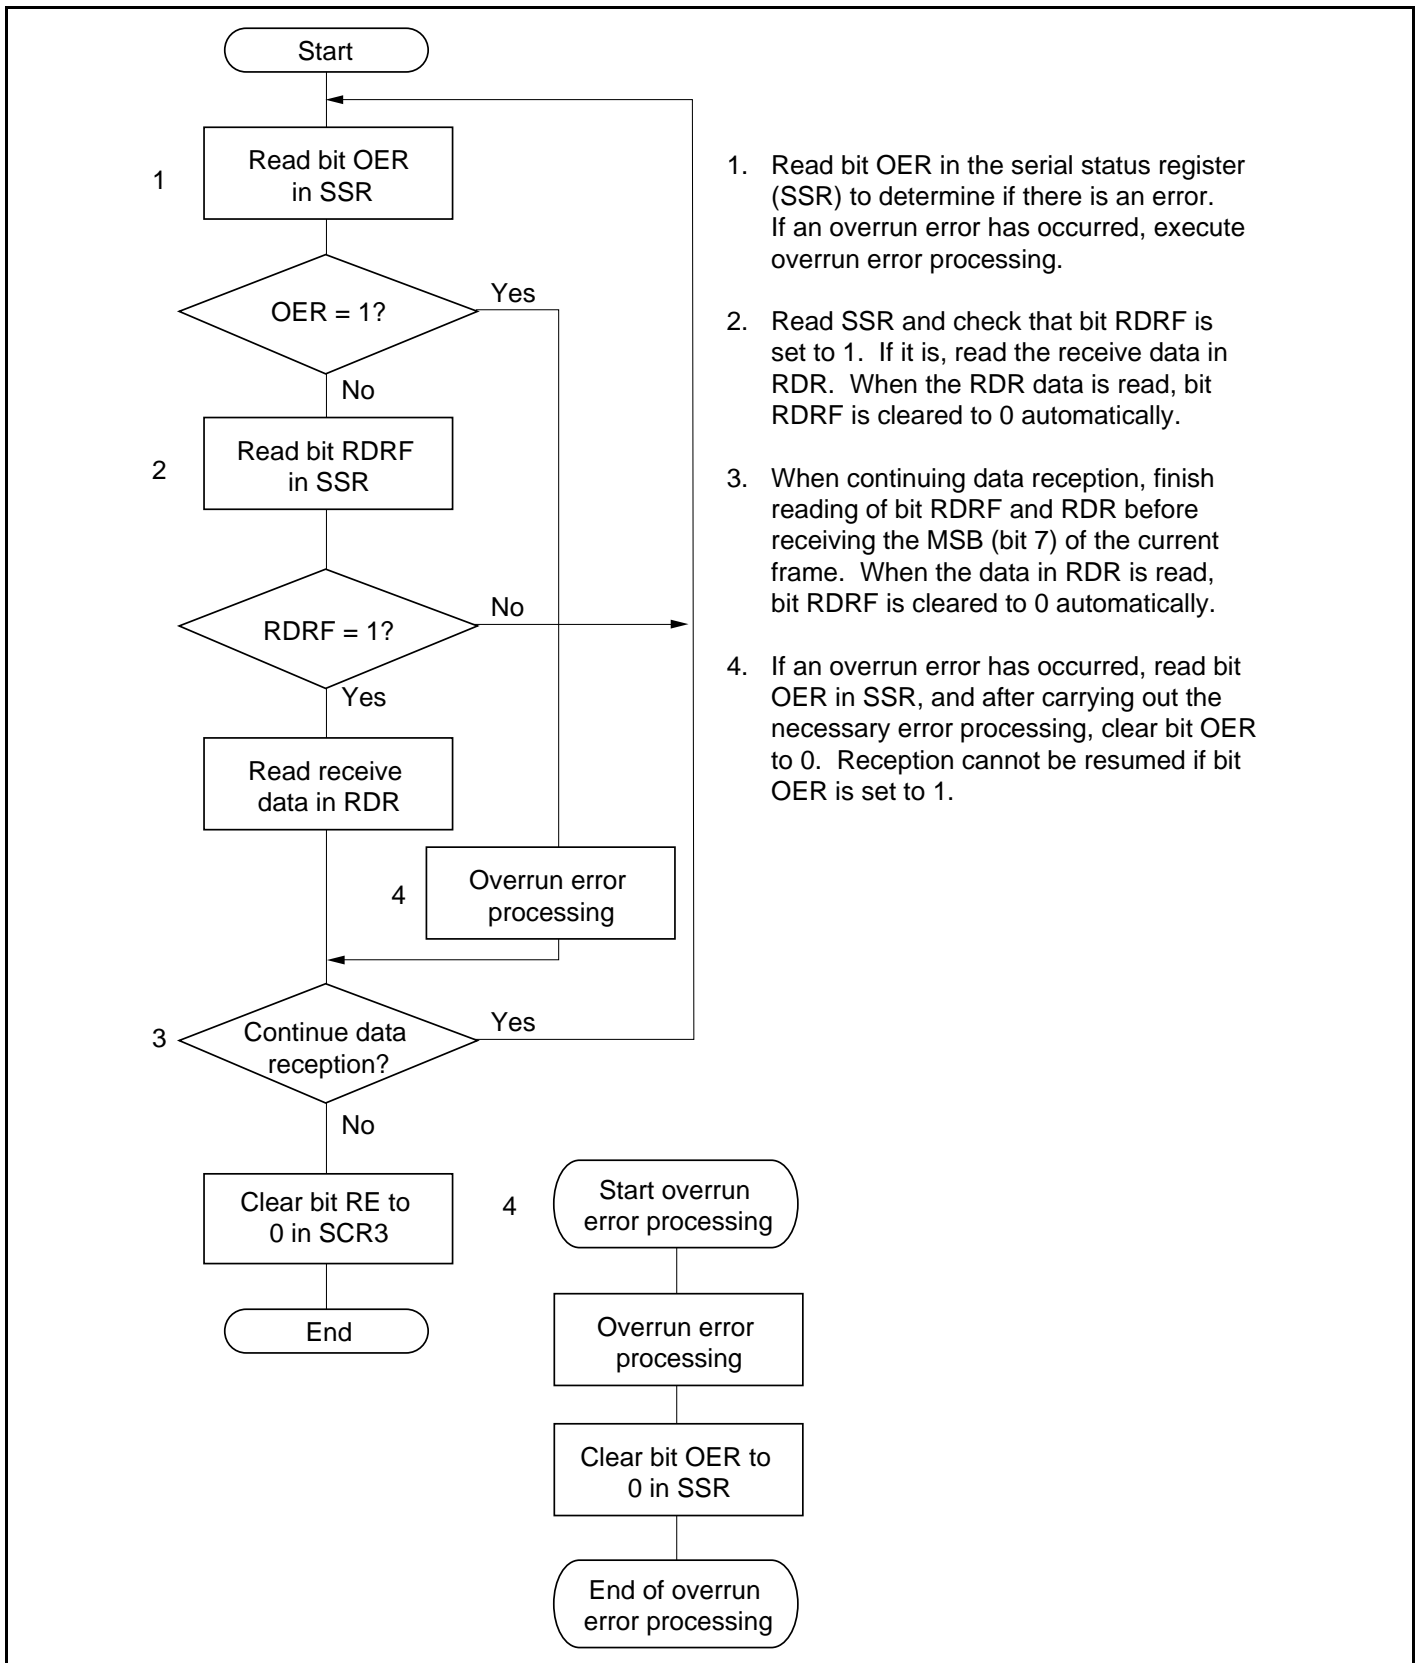 Start
1
Read bit OER
in SSR
OER = 1?
Yes
No
2
Read bit RDRF
in SSR
RDRF = 1?
No
Yes
Read receive
data in RDR
4
Overrun error
processing
3
Continue data
reception?
Yes
No
Clear bit RE to
0 in SCR3
End
4
Start overrun
error processing
Overrun error
processing
Clear bit OER to
0 in SSR
End of overrun
error processing
1. Read bit OER in the serial status register
(SSR) to determine if there is an error.
If an overrun error has occurred, execute
overrun error processing.
2. Read SSR and check that bit RDRF is
set to 1. If it is, read the receive data in
RDR. When the RDR data is read, bit
RDRF is cleared to 0 automatically.
3. When continuing data reception, finish
reading of bit RDRF and RDR before
receiving the MSB (bit 7) of the current
frame. When the data in RDR is read,
bit RDRF is cleared to 0 automatically.
4. If an overrun error has occurred, read bit
OER in SSR, and after carrying out the
necessary error processing, clear bit OER
to 0. Reception cannot be resumed if bit
OER is set to 1.